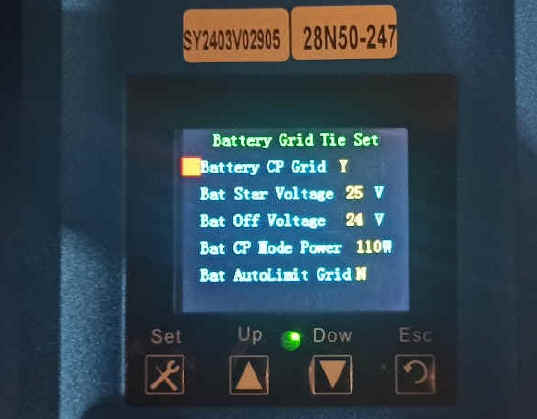 SY2403V02905 28N50-247
Battery Grid Tie Set
Battery CP Grid Y
Bat Star Voltage 25 V
Bat Off Voltage 24 V
Bat CP Mode Power 110W
Bat AutoLimit Grid N
Set Up Dow Esc